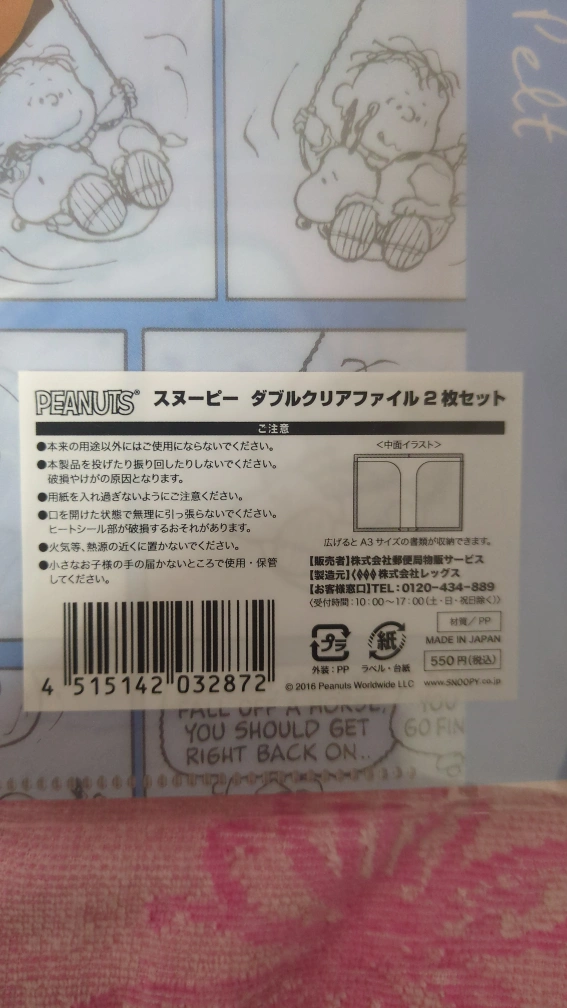 Pelt
PEANUTS® スヌーピー ダブルクリアファイル2枚セット
ご注意
●本来の用途以外にはご使用にならないでください。
●本製品を投げたり振り回したりしないでください。
破損やけがの原因となります。
●用紙を入れ過ぎないようにご注意ください。
●口を開けた状態で無理に引っ張らないでください。
ヒートシール部が破損するおそれがあります。
●火気等、熱源の近くに置かないでください。
●小さなお子様の手の届かないところで使用・保管
してください。
<中面イラスト>
広げるとA3サイズの書類が収納できます。
【販売者】株式会社郵便局物販サービス
【製造元】株式会社レッグス
【お客様窓口】TEL:0120-434-889
〈受付時間:10:00〜17:00(土・日・祝日除く)〉
プラ
外装:PP
紙
ラベル・台紙
材質/PP
MADE IN JAPAN
550円(税込)
4 515142 032872
© 2016 Peanuts Worldwide LLC www.SNOOPY.co.jp
FALL OFF A HORSE,
YOU SHOULD GET
RIGHT BACK ON..
YOU
GO FIN